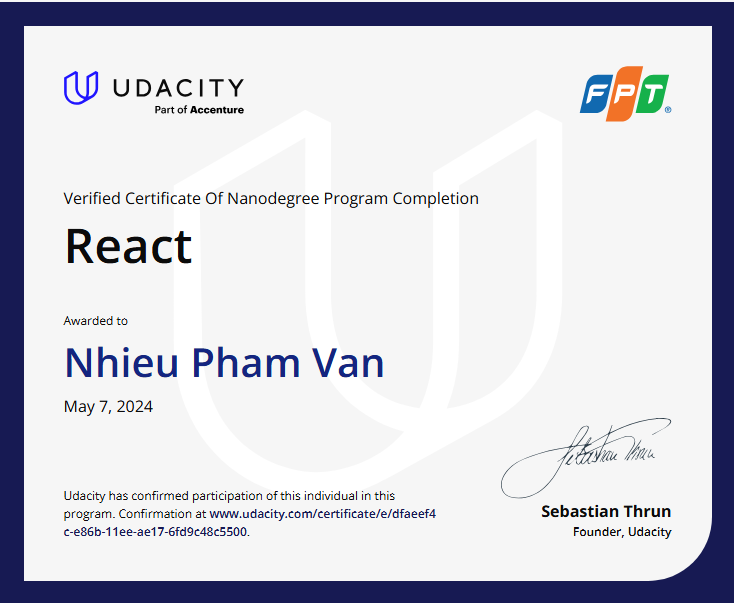 UDACITY
Part of Accenture
FPT®
Verified Certificate Of Nanodegree Program Completion
React
Awarded to
Nhieu Pham Van
May 7, 2024
Sebastian Thrun
Udacity has confirmed participation of this individual in this
program. Confirmation at www.udacity.com/certificate/e/dfaeef4
c-e86b-11ee-ae17-6fd9c48c5500.
Sebastian Thrun
Founder, Udacity